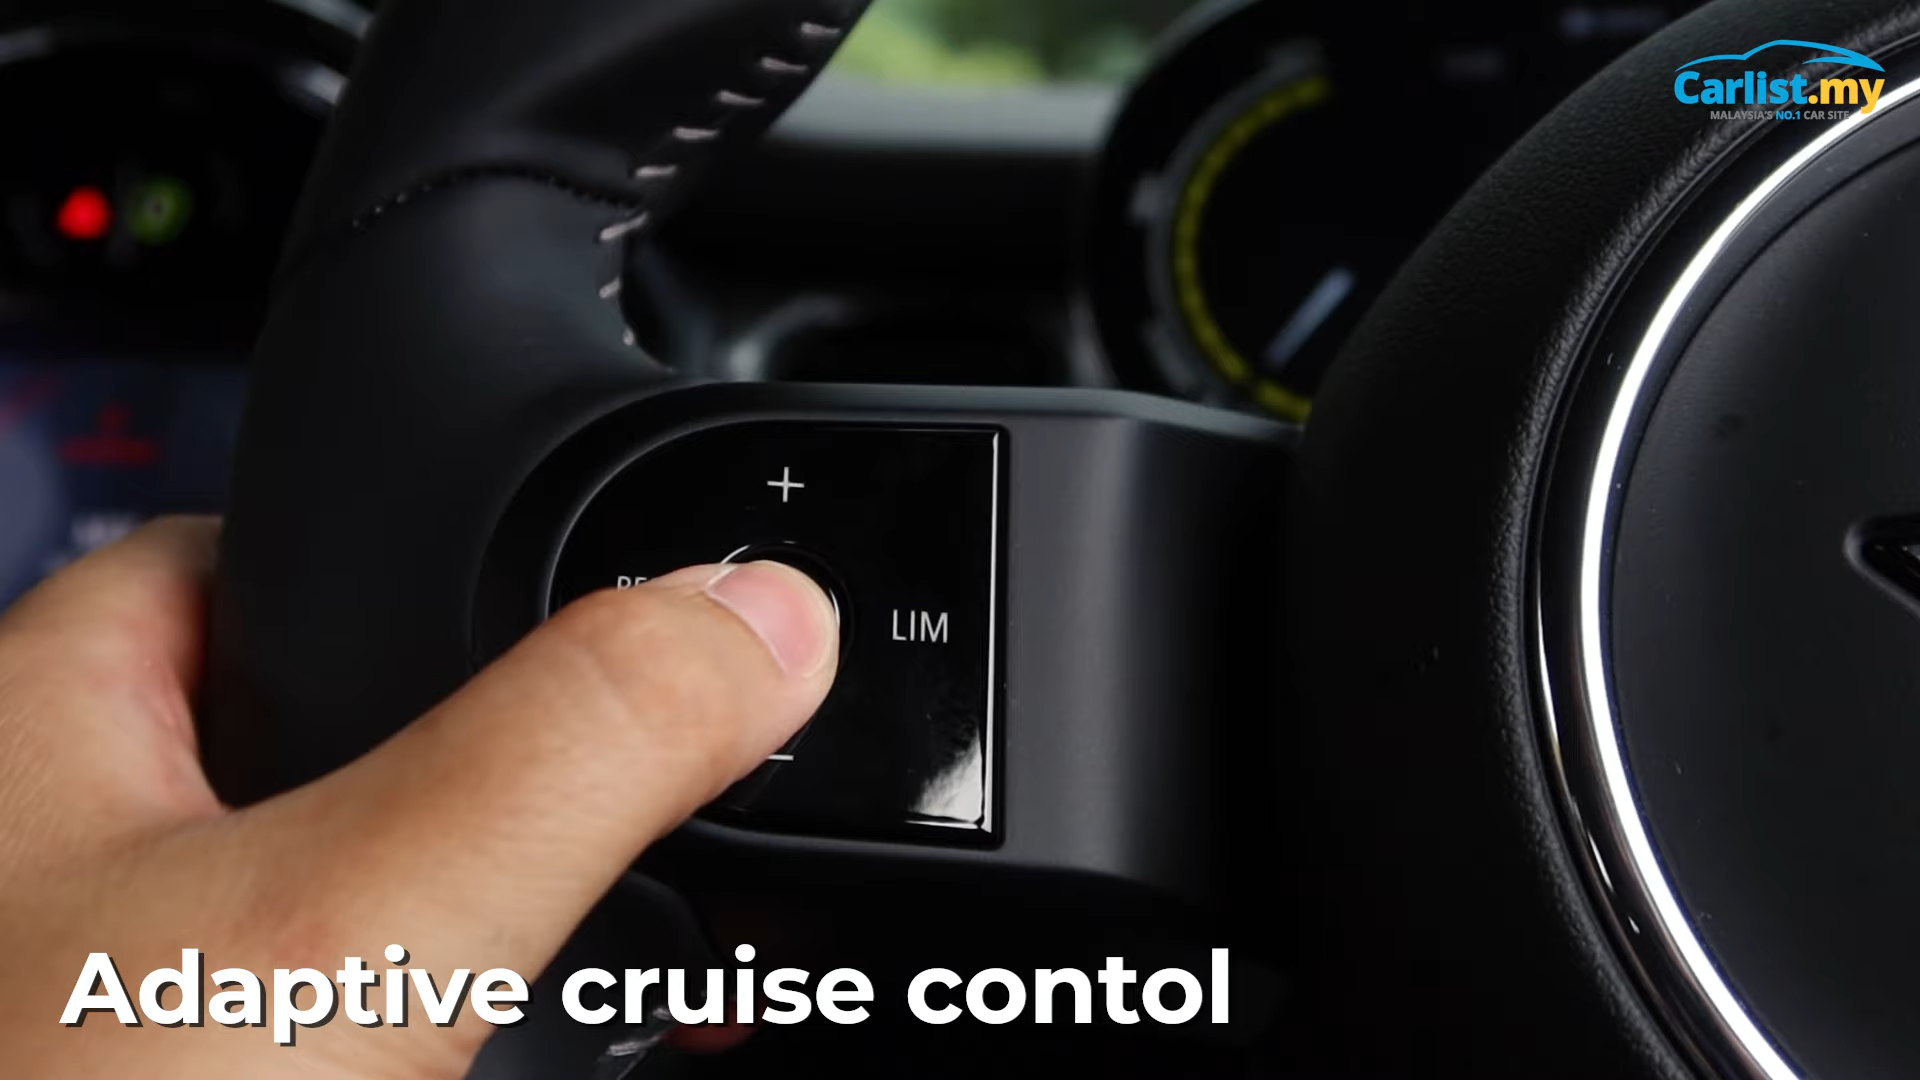 Carlist.my
MALAYSIA'S NO.1 CAR SITE
+
LIM
Adaptive cruise contol